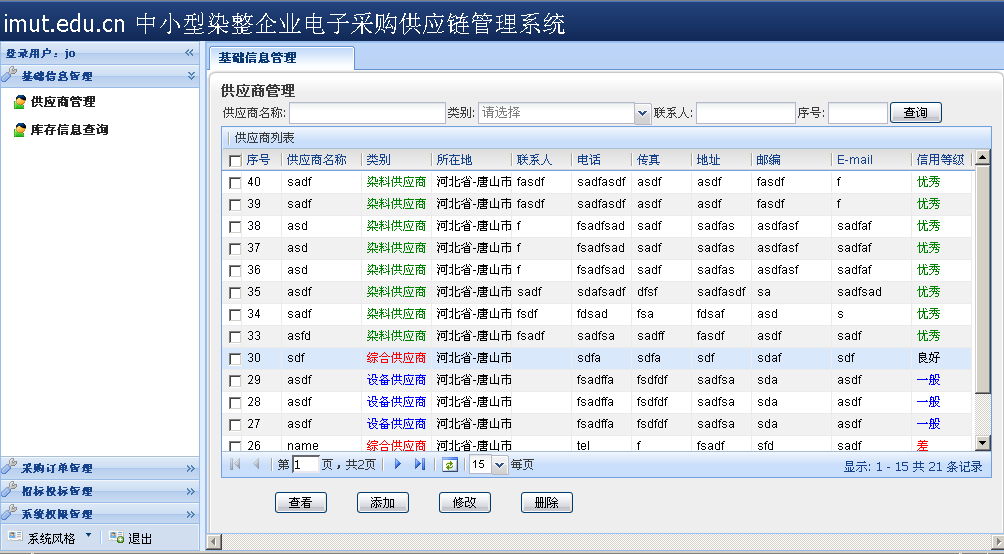 imut.edu.cn 中小型染整企业电子采购供应链管理系统
登录用户：jo
基础信息管理
供应商管理
库存信息查询
采购订单管理
招标投标管理
系统权限管理
系统风格 退出
基础信息管理
供应商管理
供应商名称: 类别: 请选择 联系人: 序号: 查询
供应商列表
序号 供应商名称 类别 所在地 联系人 电话 传真 地址 邮编 E-mail 信用等级
40 sadf 染料供应商 河北省-唐山市 fasdf sadfasdf asdf asdf fasdf f 优秀
39 sadf 染料供应商 河北省-唐山市 fasdf sadfasdf asdf asdf fasdf f 优秀
38 asd 染料供应商 河北省-唐山市 f fsadfsad sadf sadfas asdfasf sadfaf 优秀
37 asd 染料供应商 河北省-唐山市 f fsadfsad sadf sadfas asdfasf sadfaf 优秀
36 asd 染料供应商 河北省-唐山市 f fsadfsad sadf sadfas asdfasf sadfaf 优秀
35 asdf 染料供应商 河北省-唐山市 sadf sdafsadf dfsf sadfasdf sa sadfsad 优秀
34 sadf 染料供应商 河北省-唐山市 fsdf fdsad fsa fdsaf asd s 优秀
33 asfd 染料供应商 河北省-唐山市 fsadf sadfsa sadff fasdf asdf sadf 优秀
30 sdf 综合供应商 河北省-唐山市 sdfa sdfa sdf sdaf sdf 良好
29 asdf 设备供应商 河北省-唐山市 fsadffa fsdfdf sadfsa sda asdf 一般
28 asdf 设备供应商 河北省-唐山市 fsadffa fsdfdf sadfsa sda asdf 一般
27 asdf 设备供应商 河北省-唐山市 fsadffa fsdfdf sadfsa sda asdf 一般
26 name 综合供应商 河北省-唐山市 tel f fsadf sfd sadf 差
第 1 页，共2页 15 每页 显示: 1 - 15 共 21 条记录
查看 添加 修改 删除